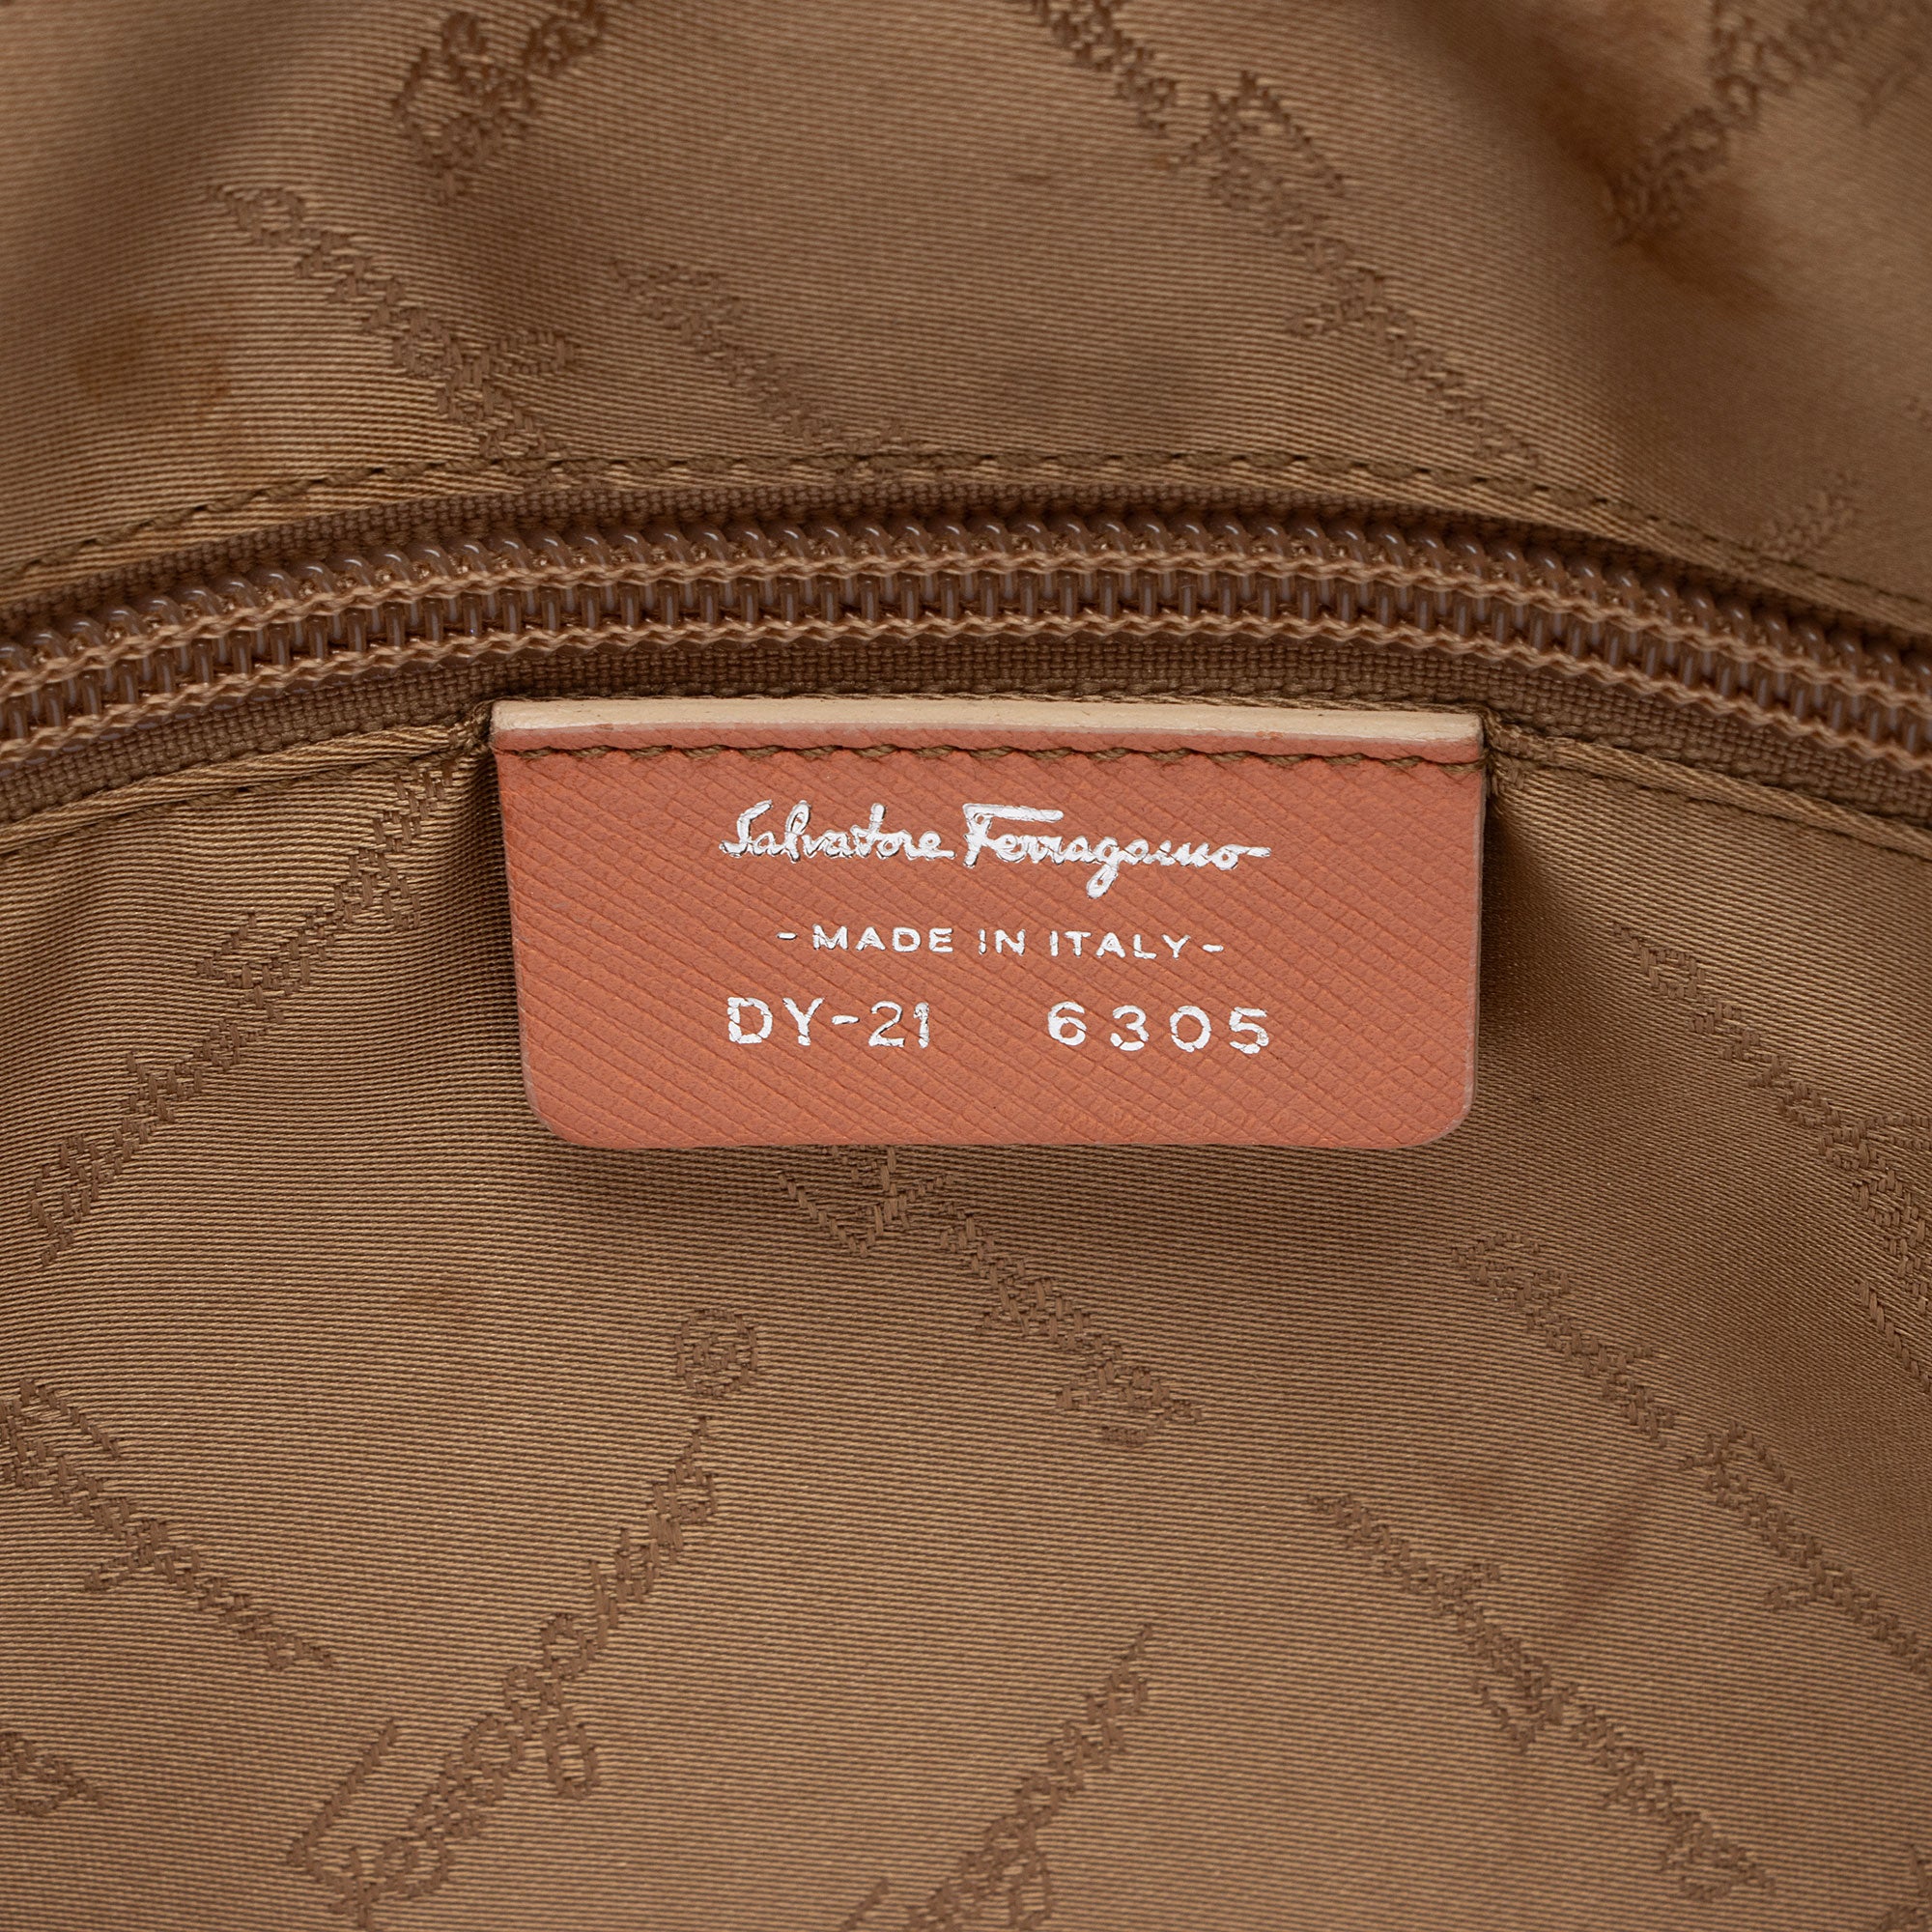 Salvatore Ferragamo
- MADE IN ITALY -
DY-21 6305